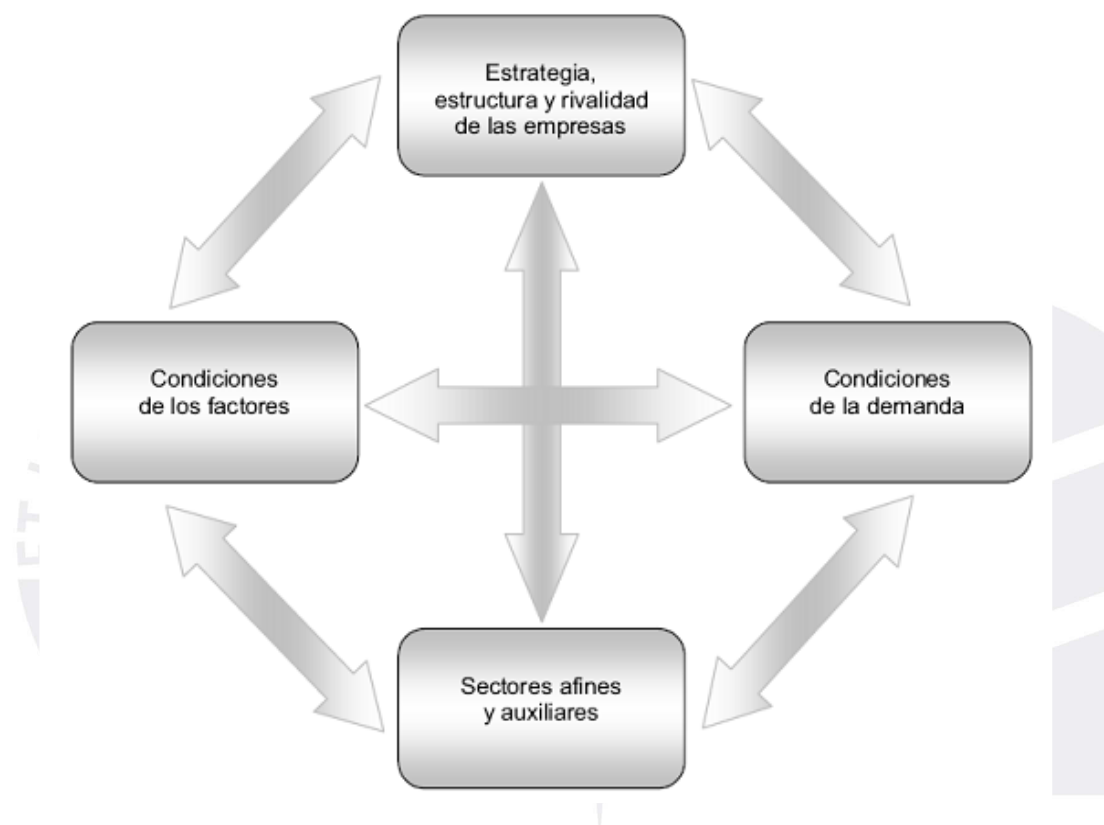 Estrategia,
estructura y rivalidad
de las empresas
Condiciones
de los factores
Condiciones
de la demanda
Sectores afines
y auxiliares